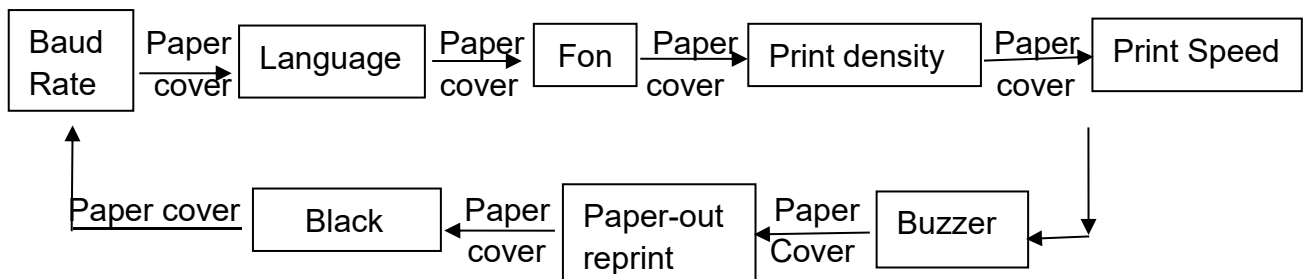 Baud
Rate
Paper
cover
Language
Paper
cover
Fon
Paper
cover
Print density
Paper
cover
Print Speed
Buzzer
Paper
Cover
Paper-out
reprint
Paper
cover
Black
Paper cover